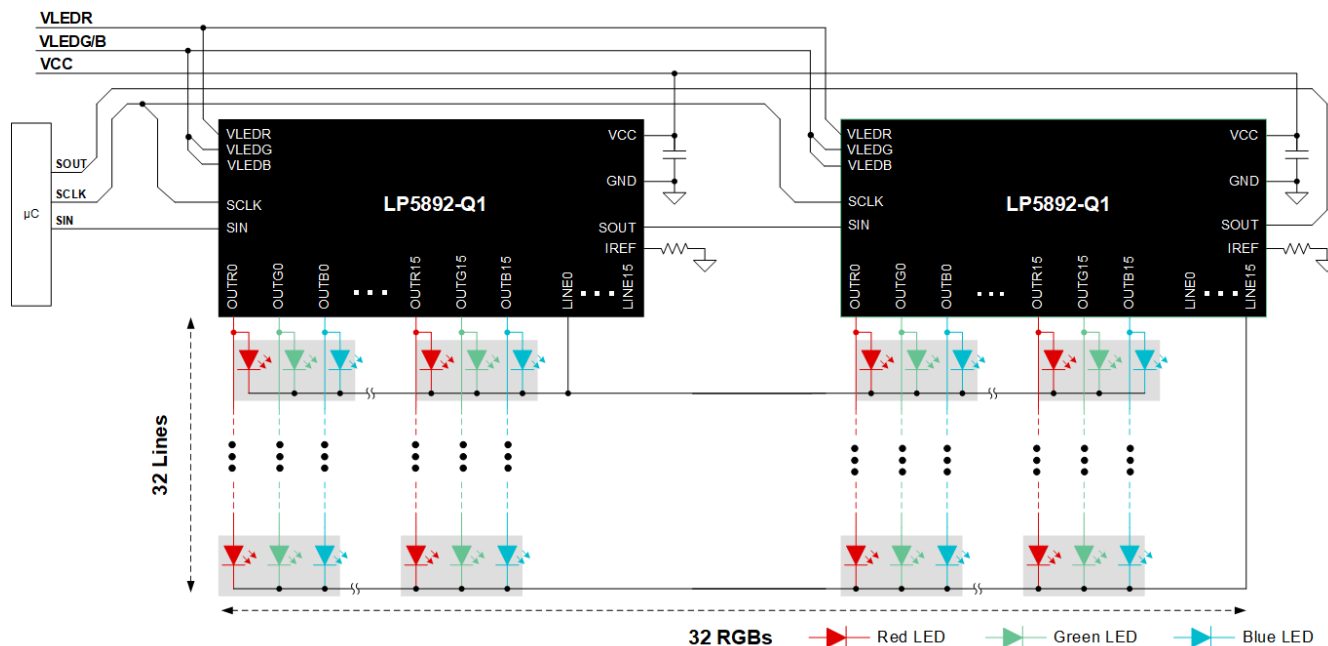 VLEDR
VLEDG/B
VCC
µC
SOUT
SCLK
SIN
VLEDR
VLEDG
VLEDB
SCLK
SIN
LP5892-Q1
VCC
GND
SOUT
IREF
OUTR0
OUTG0
OUTB0
OUTR15
OUTG15
OUTB15
LINE0
LINE15
VLEDR
VLEDG
VLEDB
SCLK
SIN
LP5892-Q1
VCC
GND
SOUT
IREF
OUTR0
OUTG0
OUTB0
OUTR15
OUTG15
OUTB15
LINE0
LINE15
32 Lines
32 RGBs
Red LED
Green LED
Blue LED